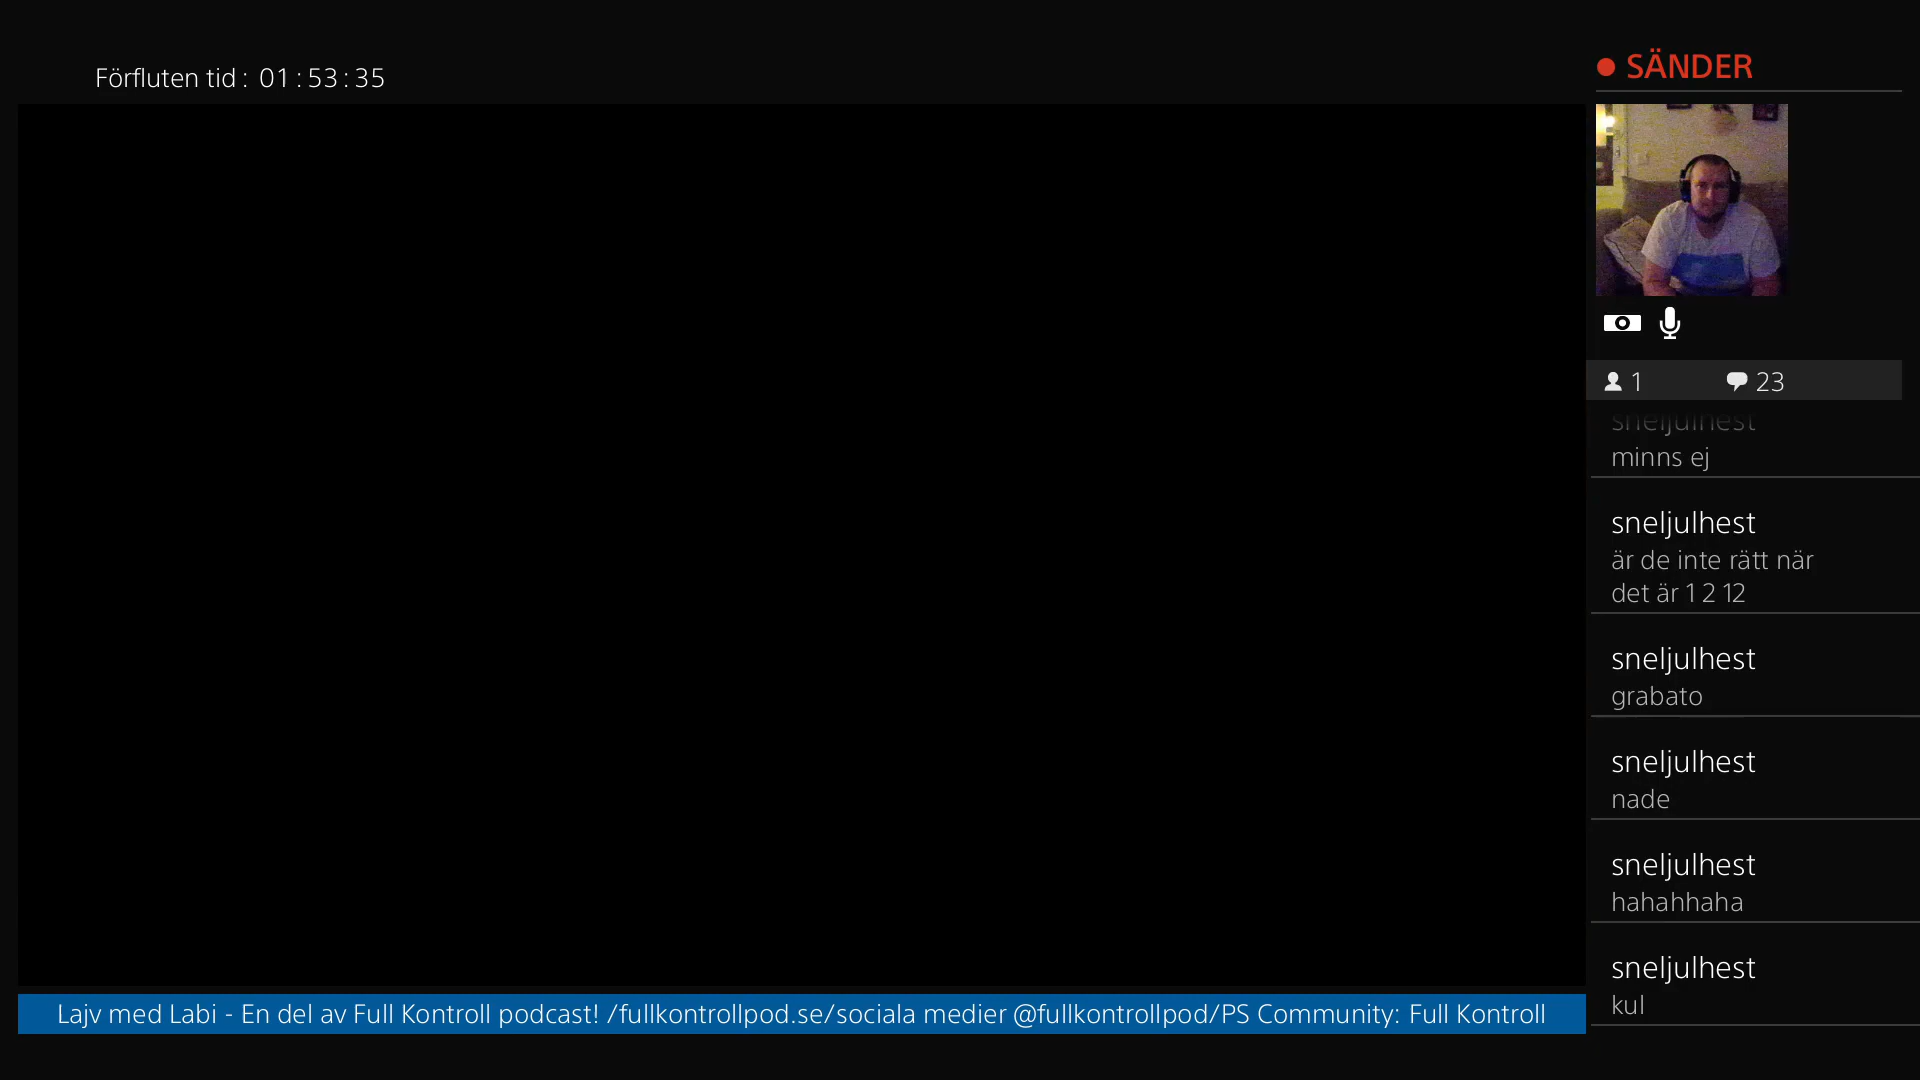 Förfluten tid : 01 : 53 : 35
SÄNDER
1 23
sneljulhest
minns ej
sneljulhest
är de inte rätt när
det är 1 2 12
sneljulhest
grabato
sneljulhest
nade
sneljulhest
hahahhaha
sneljulhest
kul
Lajv med Labi - En del av Full Kontroll podcast! /fullkontrollpod.se/sociala medier @fullkontrollpod/PS Community: Full Kontroll